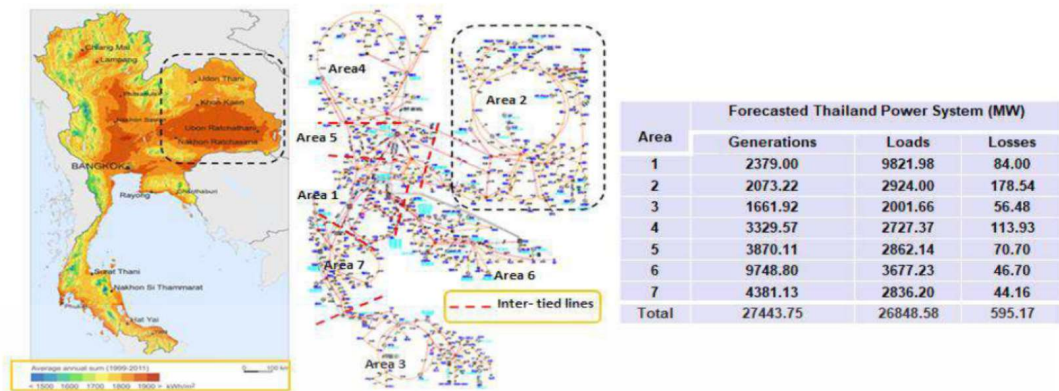 Chiang Mai
Lampang
Udon Thani
Khon Kaen
Ubon Ratchathani
Nakhon Ratchasima
BANGKOK
Rayong
Surat Thani
Nakhon Si Thammarat
Phuket
Hat Yai
Average annual sum (1999-2011)
0 100 km
< 1500 1600 1700 1800 1900 > kWh/m²
Area4
Area 2
Area 5
Area 1
Area 7
Area 6
Inter- tied lines
Area 3
Area Forecasted Thailand Power System (MW)
Generations Loads Losses
1 2379.00 9821.98 84.00
2 2073.22 2924.00 178.54
3 1661.92 2001.66 56.48
4 3329.57 2727.37 113.93
5 3870.11 2862.14 70.70
6 9748.80 3677.23 46.70
7 4381.13 2836.20 44.16
Total 27443.75 26848.58 595.17